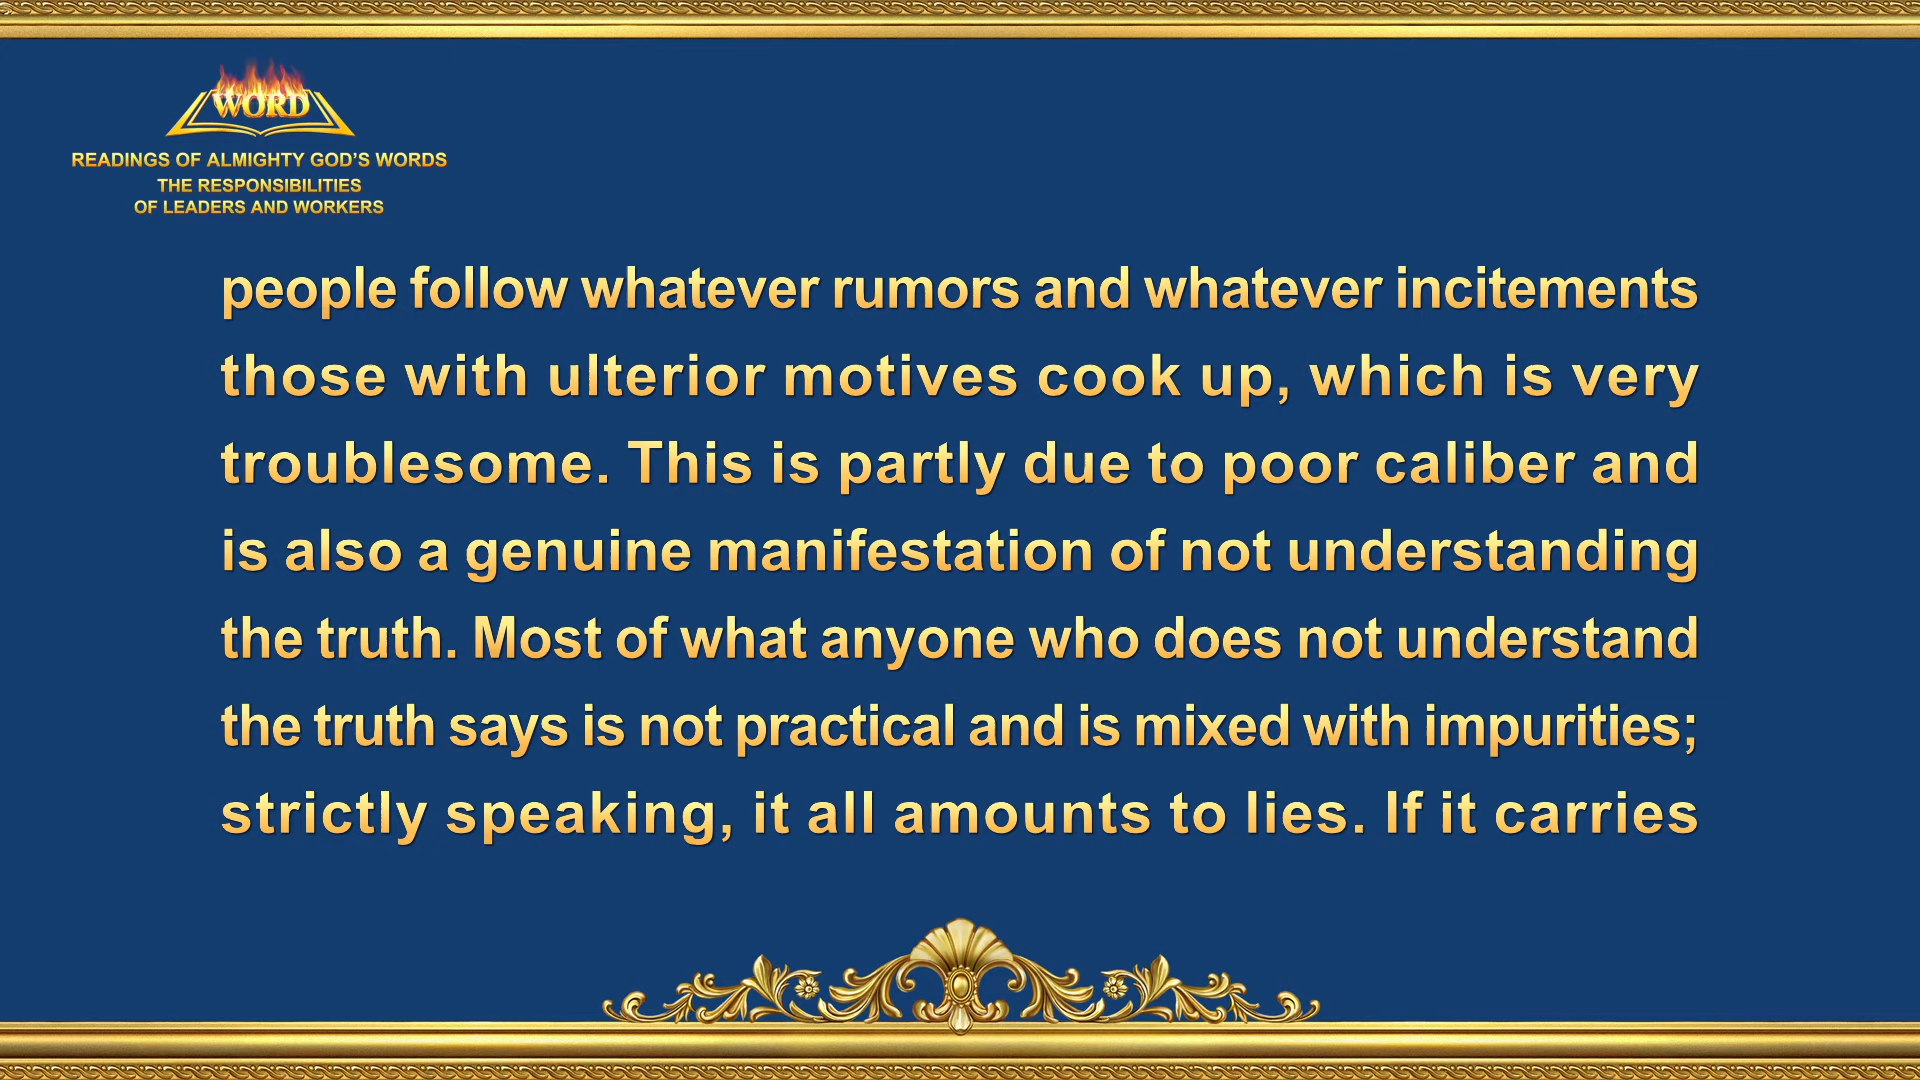 WORD
READINGS OF ALMIGHTY GOD’S WORDS
THE RESPONSIBILITIES
OF LEADERS AND WORKERS
people follow whatever rumors and whatever incitements
those with ulterior motives cook up, which is very
troublesome. This is partly due to poor caliber and
is also a genuine manifestation of not understanding
the truth. Most of what anyone who does not understand
the truth says is not practical and is mixed with impurities;
strictly speaking, it all amounts to lies. If it carries